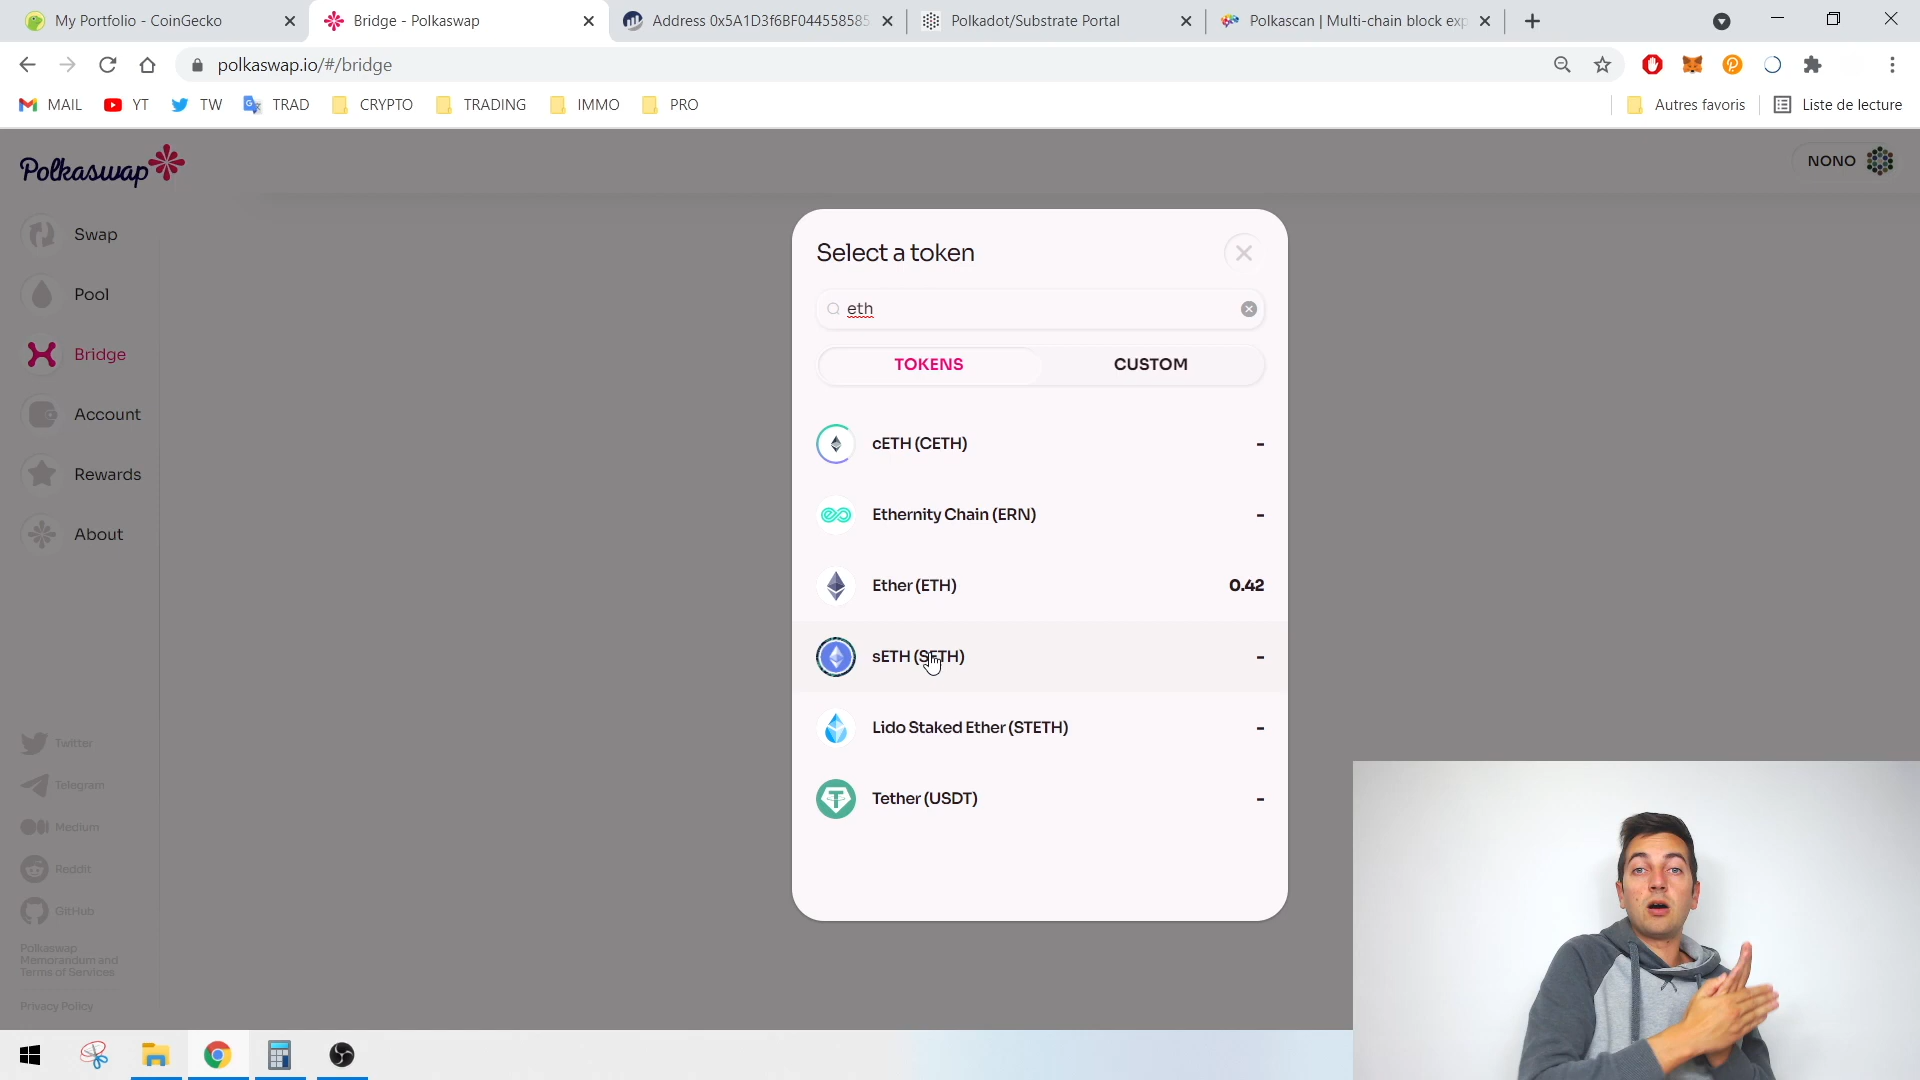 My Portfolio - CoinGecko
Bridge - Polkaswap
Address 0x5A1D3f6BF044558585
Polkadot/Substrate Portal
Polkascan | Multi-chain block exp
polkaswap.io/#/bridge
MAIL
YT
TW
TRAD
CRYPTO
TRADING
IMMO
PRO
Autres favoris
Liste de lecture
Polkaswap
NONO
Swap
Pool
Bridge
Account
Rewards
About
Twitter
Telegram
Medium
Reddit
GitHub
Polkaswap
Memorandum and
Terms of Services
Privacy Policy
Select a token
eth
TOKENS
CUSTOM
cETH (CETH)
-
Ethernity Chain (ERN)
-
Ether (ETH)
0.42
sETH (SETH)
-
Lido Staked Ether (STETH)
-
Tether (USDT)
-